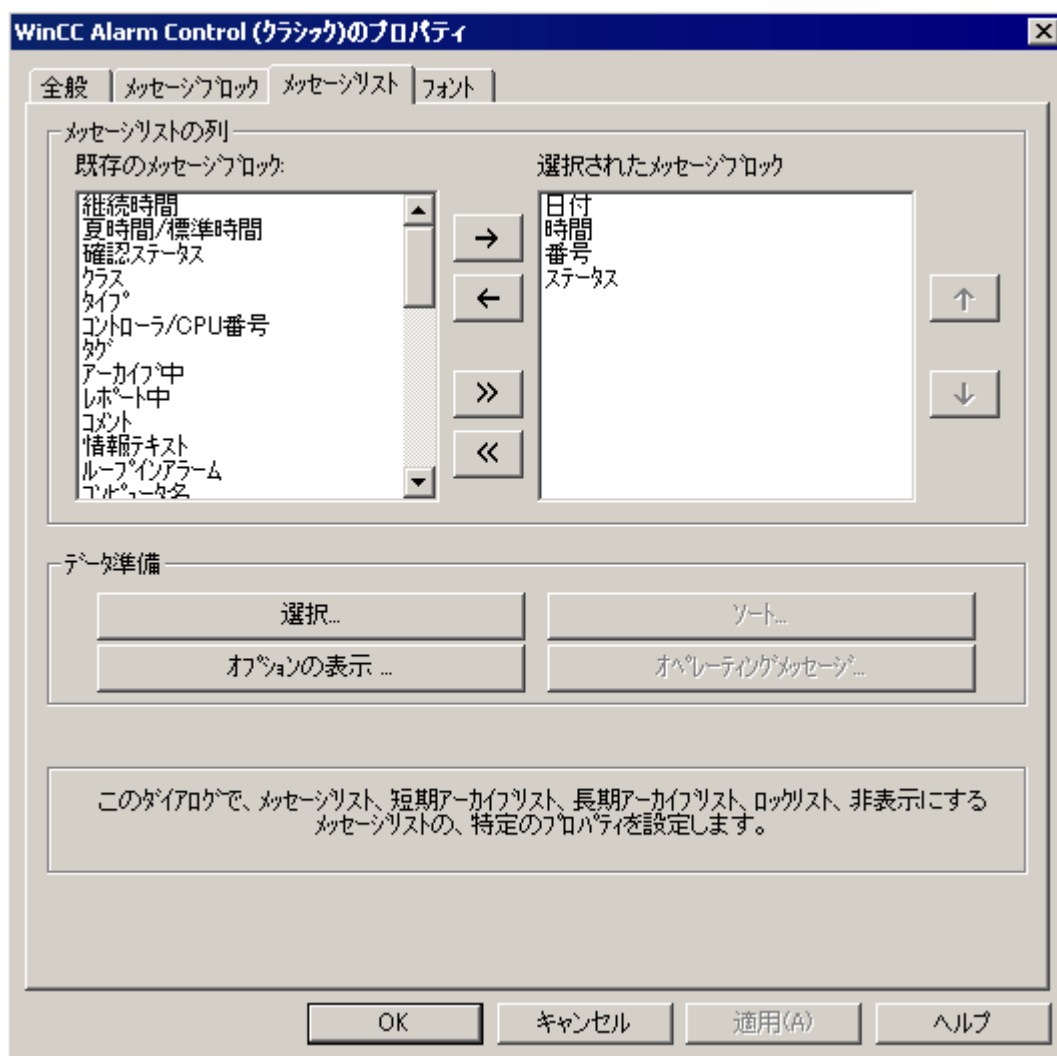 WinCC Alarm Control (クラシック)のプロパティ
全般
メッセージブロック
メッセージリスト
フォント
メッセージリストの列
既存のメッセージブロック:
継続時間
夏時間/標準時間
確認ステータス
クラス
タイプ
コントローラ/CPU番号
タグ
アーカイブ中
レポート中
コメント
情報テキスト
ループインアラーム
コンピュータ名
選択されたメッセージブロック
日付
時間
番号
ステータス
データ準備
選択...
ソート...
オプションの表示 ...
オペレーティングメッセージ...
このダイアログで、メッセージリスト、短期アーカイブリスト、長期アーカイブリスト、ロックリスト、非表示にする
メッセージリストの、特定のプロパティを設定します。
OK
キャンセル
適用(A)
ヘルプ